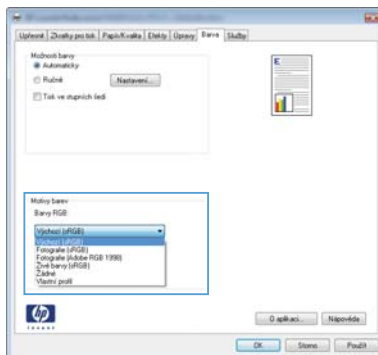 Upřesnit Zkratky pro tisk Papír/Kvalita Efekty Úpravy Barva Služby
Možnosti barvy
Automaticky
Ručně
Nastavení...
Tisk ve stupních šedi
Motivy barev
Barvy RGB:
Výchozí (sRGB)
Výchozí (sRGB)
Fotografie (sRGB)
Fotografie (Adobe RGB 1998)
Živé barvy (sRGB)
Žádné
Vlastní profil
hp
invent
O aplikaci... Nápověda
OK Storno Použít